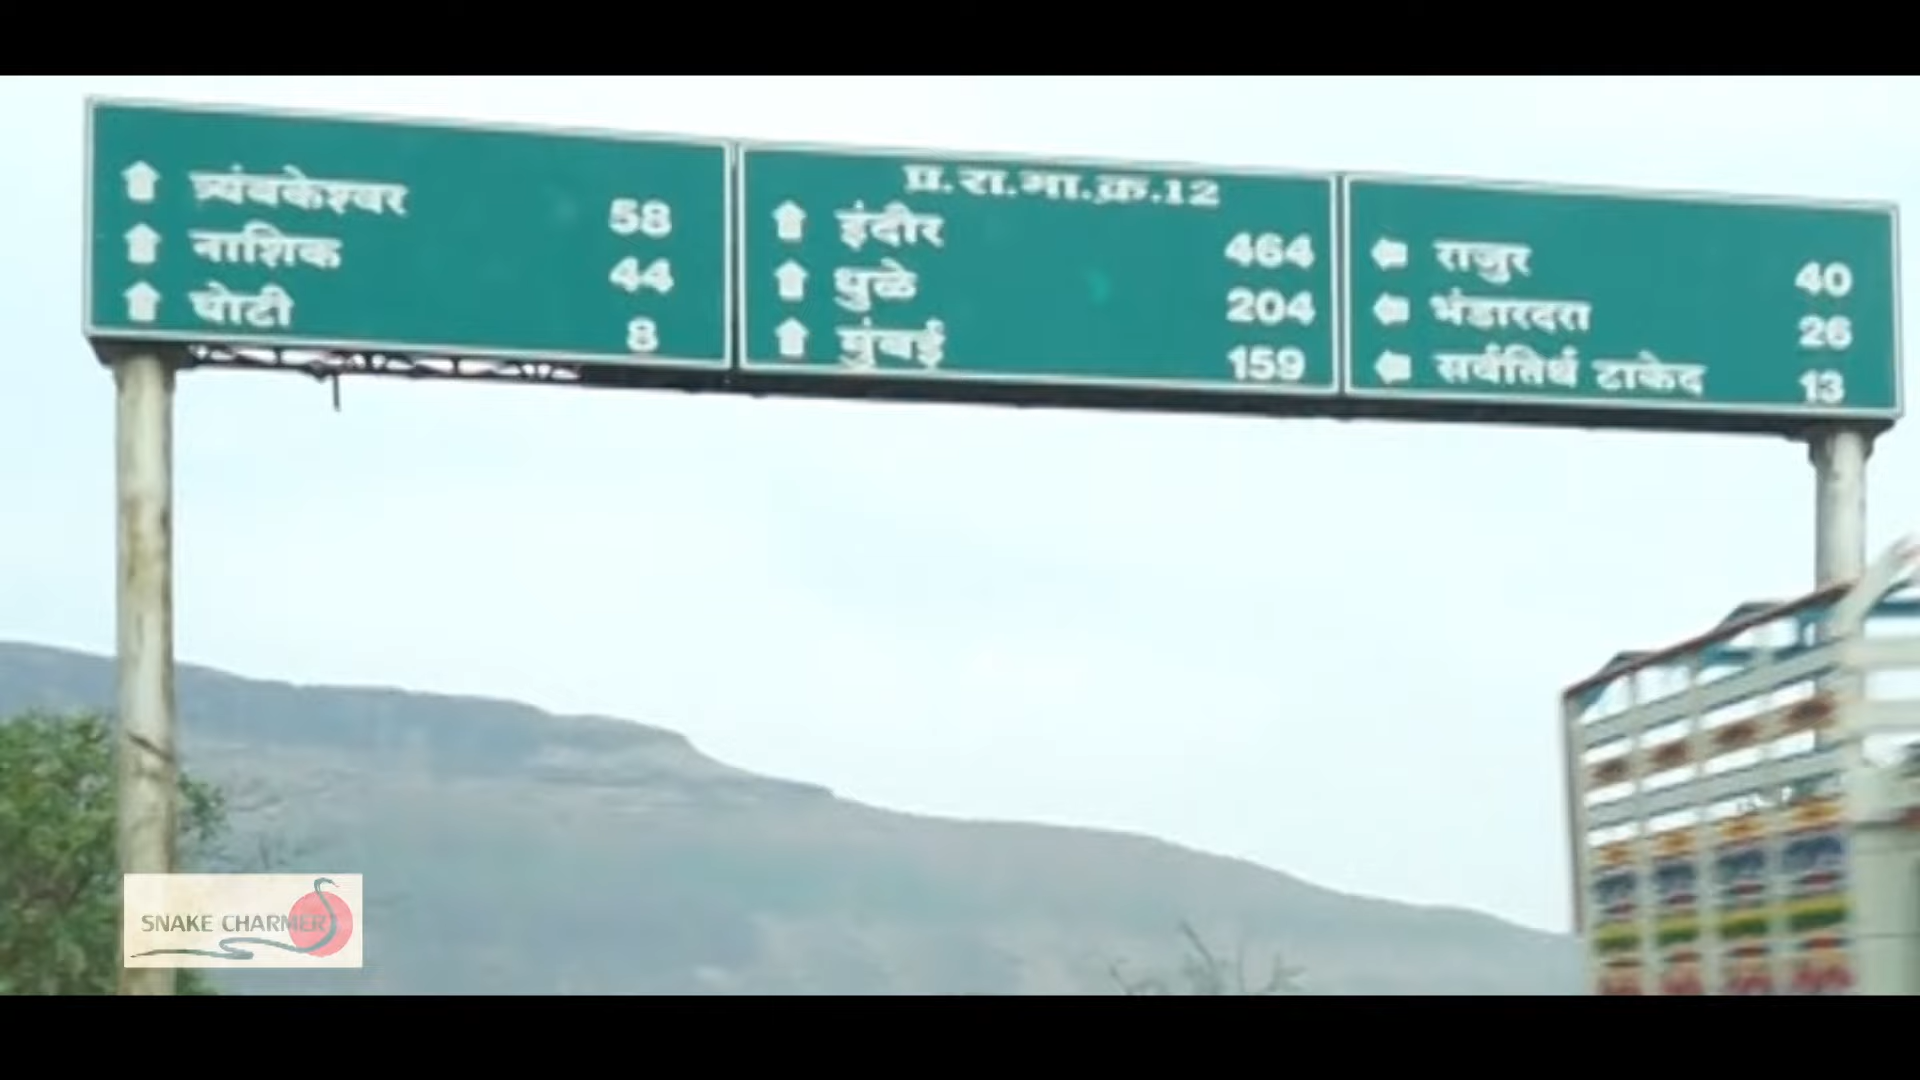 त्र्यंबकेश्वर 58
नाशिक 44
घोटी 8
प्र.रा.मा.क्र.12
इंदौर 464
धुळे 204
मुंबई 159
राजुर 40
भंडारदरा 26
सर्वतिर्थ टाकेद 13
SNAKE CHARMER